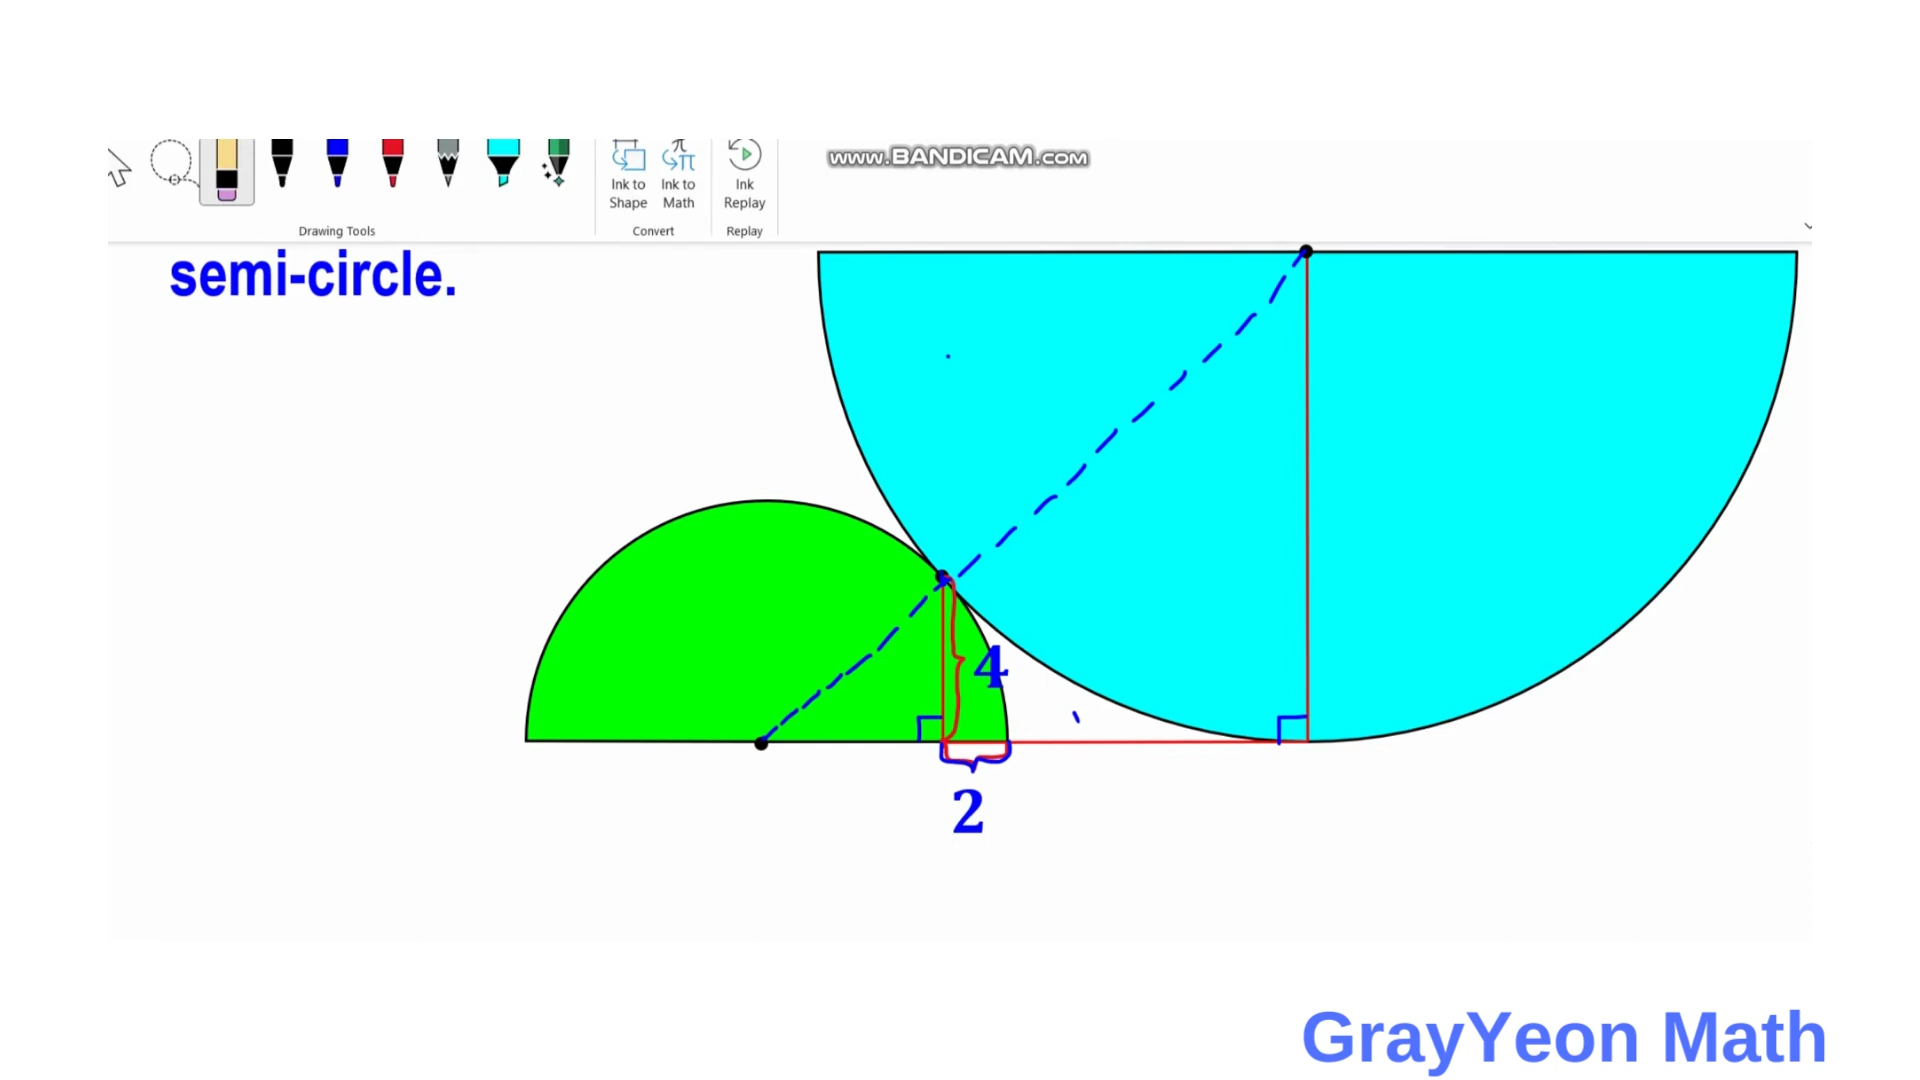 www.BANDICAM.com
Ink to Shape
Ink to Math
Ink Replay
Drawing Tools
Convert
Replay
semi-circle.
4
2
GrayYeon Math